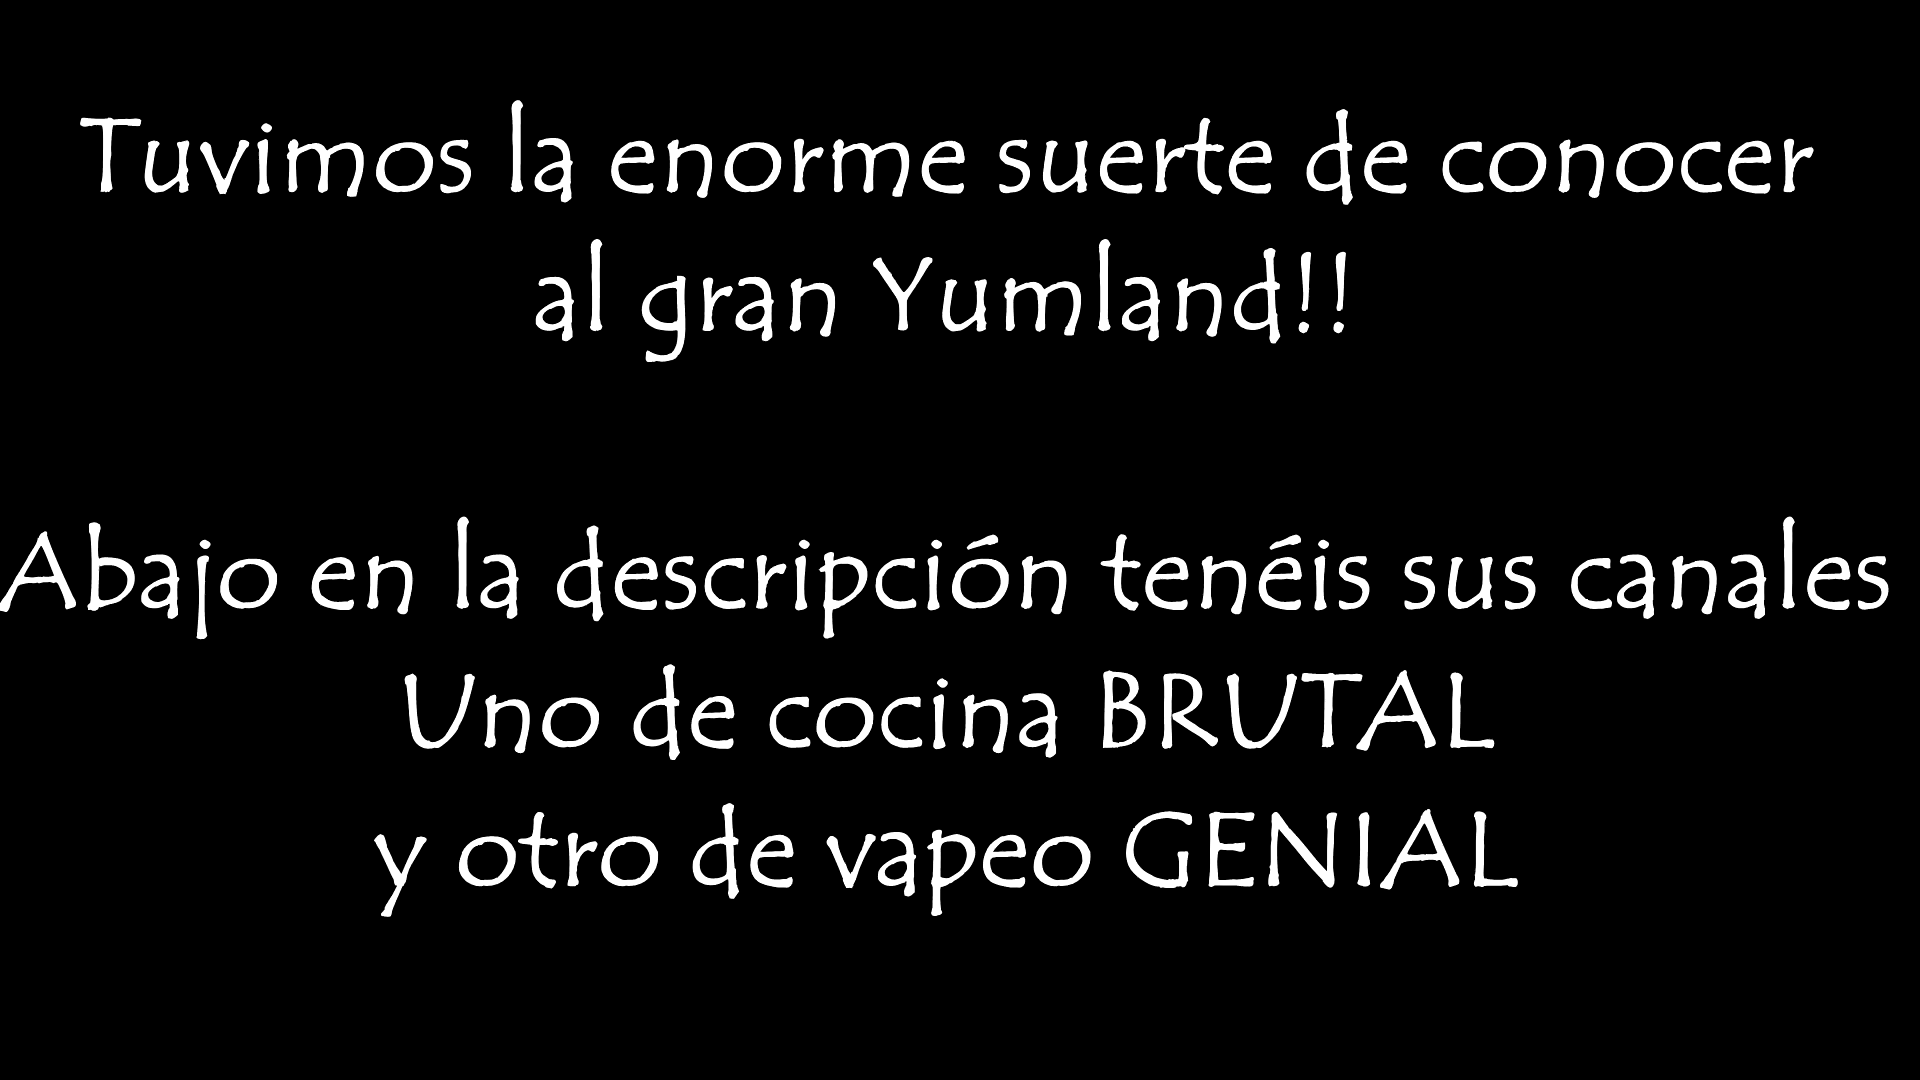 Tuvimos la enorme suerte de conocer
al gran Yumland!!
Abajo en la descripción tenéis sus canales
Uno de cocina BRUTAL
y otro de vapeo GENIAL